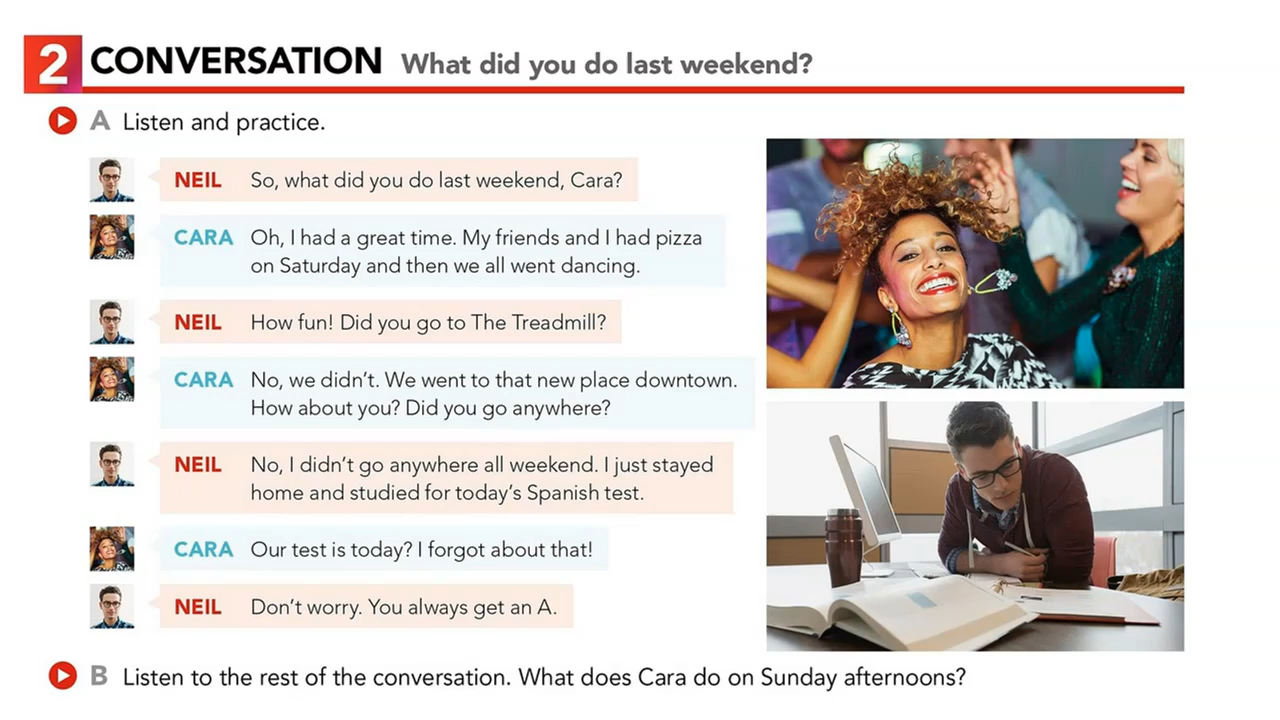 2 CONVERSATION What did you do last weekend?
A Listen and practice.
NEIL So, what did you do last weekend, Cara?
CARA Oh, I had a great time. My friends and I had pizza
on Saturday and then we all went dancing.
NEIL How fun! Did you go to The Treadmill?
CARA No, we didn't. We went to that new place downtown.
How about you? Did you go anywhere?
NEIL No, I didn't go anywhere all weekend. I just stayed
home and studied for today's Spanish test.
CARA Our test is today? I forgot about that!
NEIL Don't worry. You always get an A.
B Listen to the rest of the conversation. What does Cara do on Sunday afternoons?